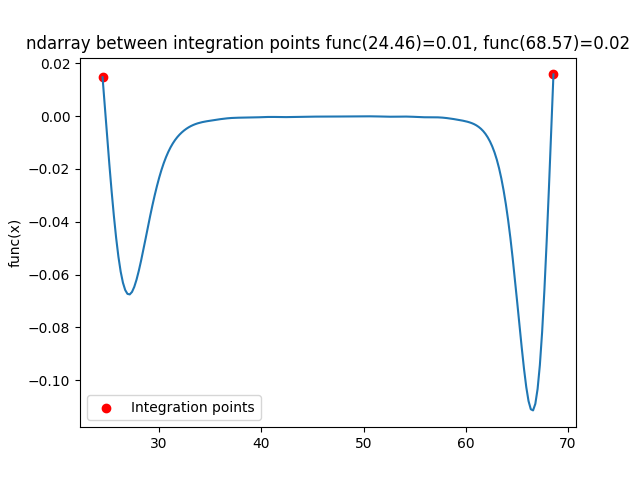 ndarray between integration points func(24.46)=0.01, func(68.57)=0.02
0.02
0.00
−0.02
−0.04
−0.06
−0.08
−0.10
func(x)
Integration points
30 40 50 60 70